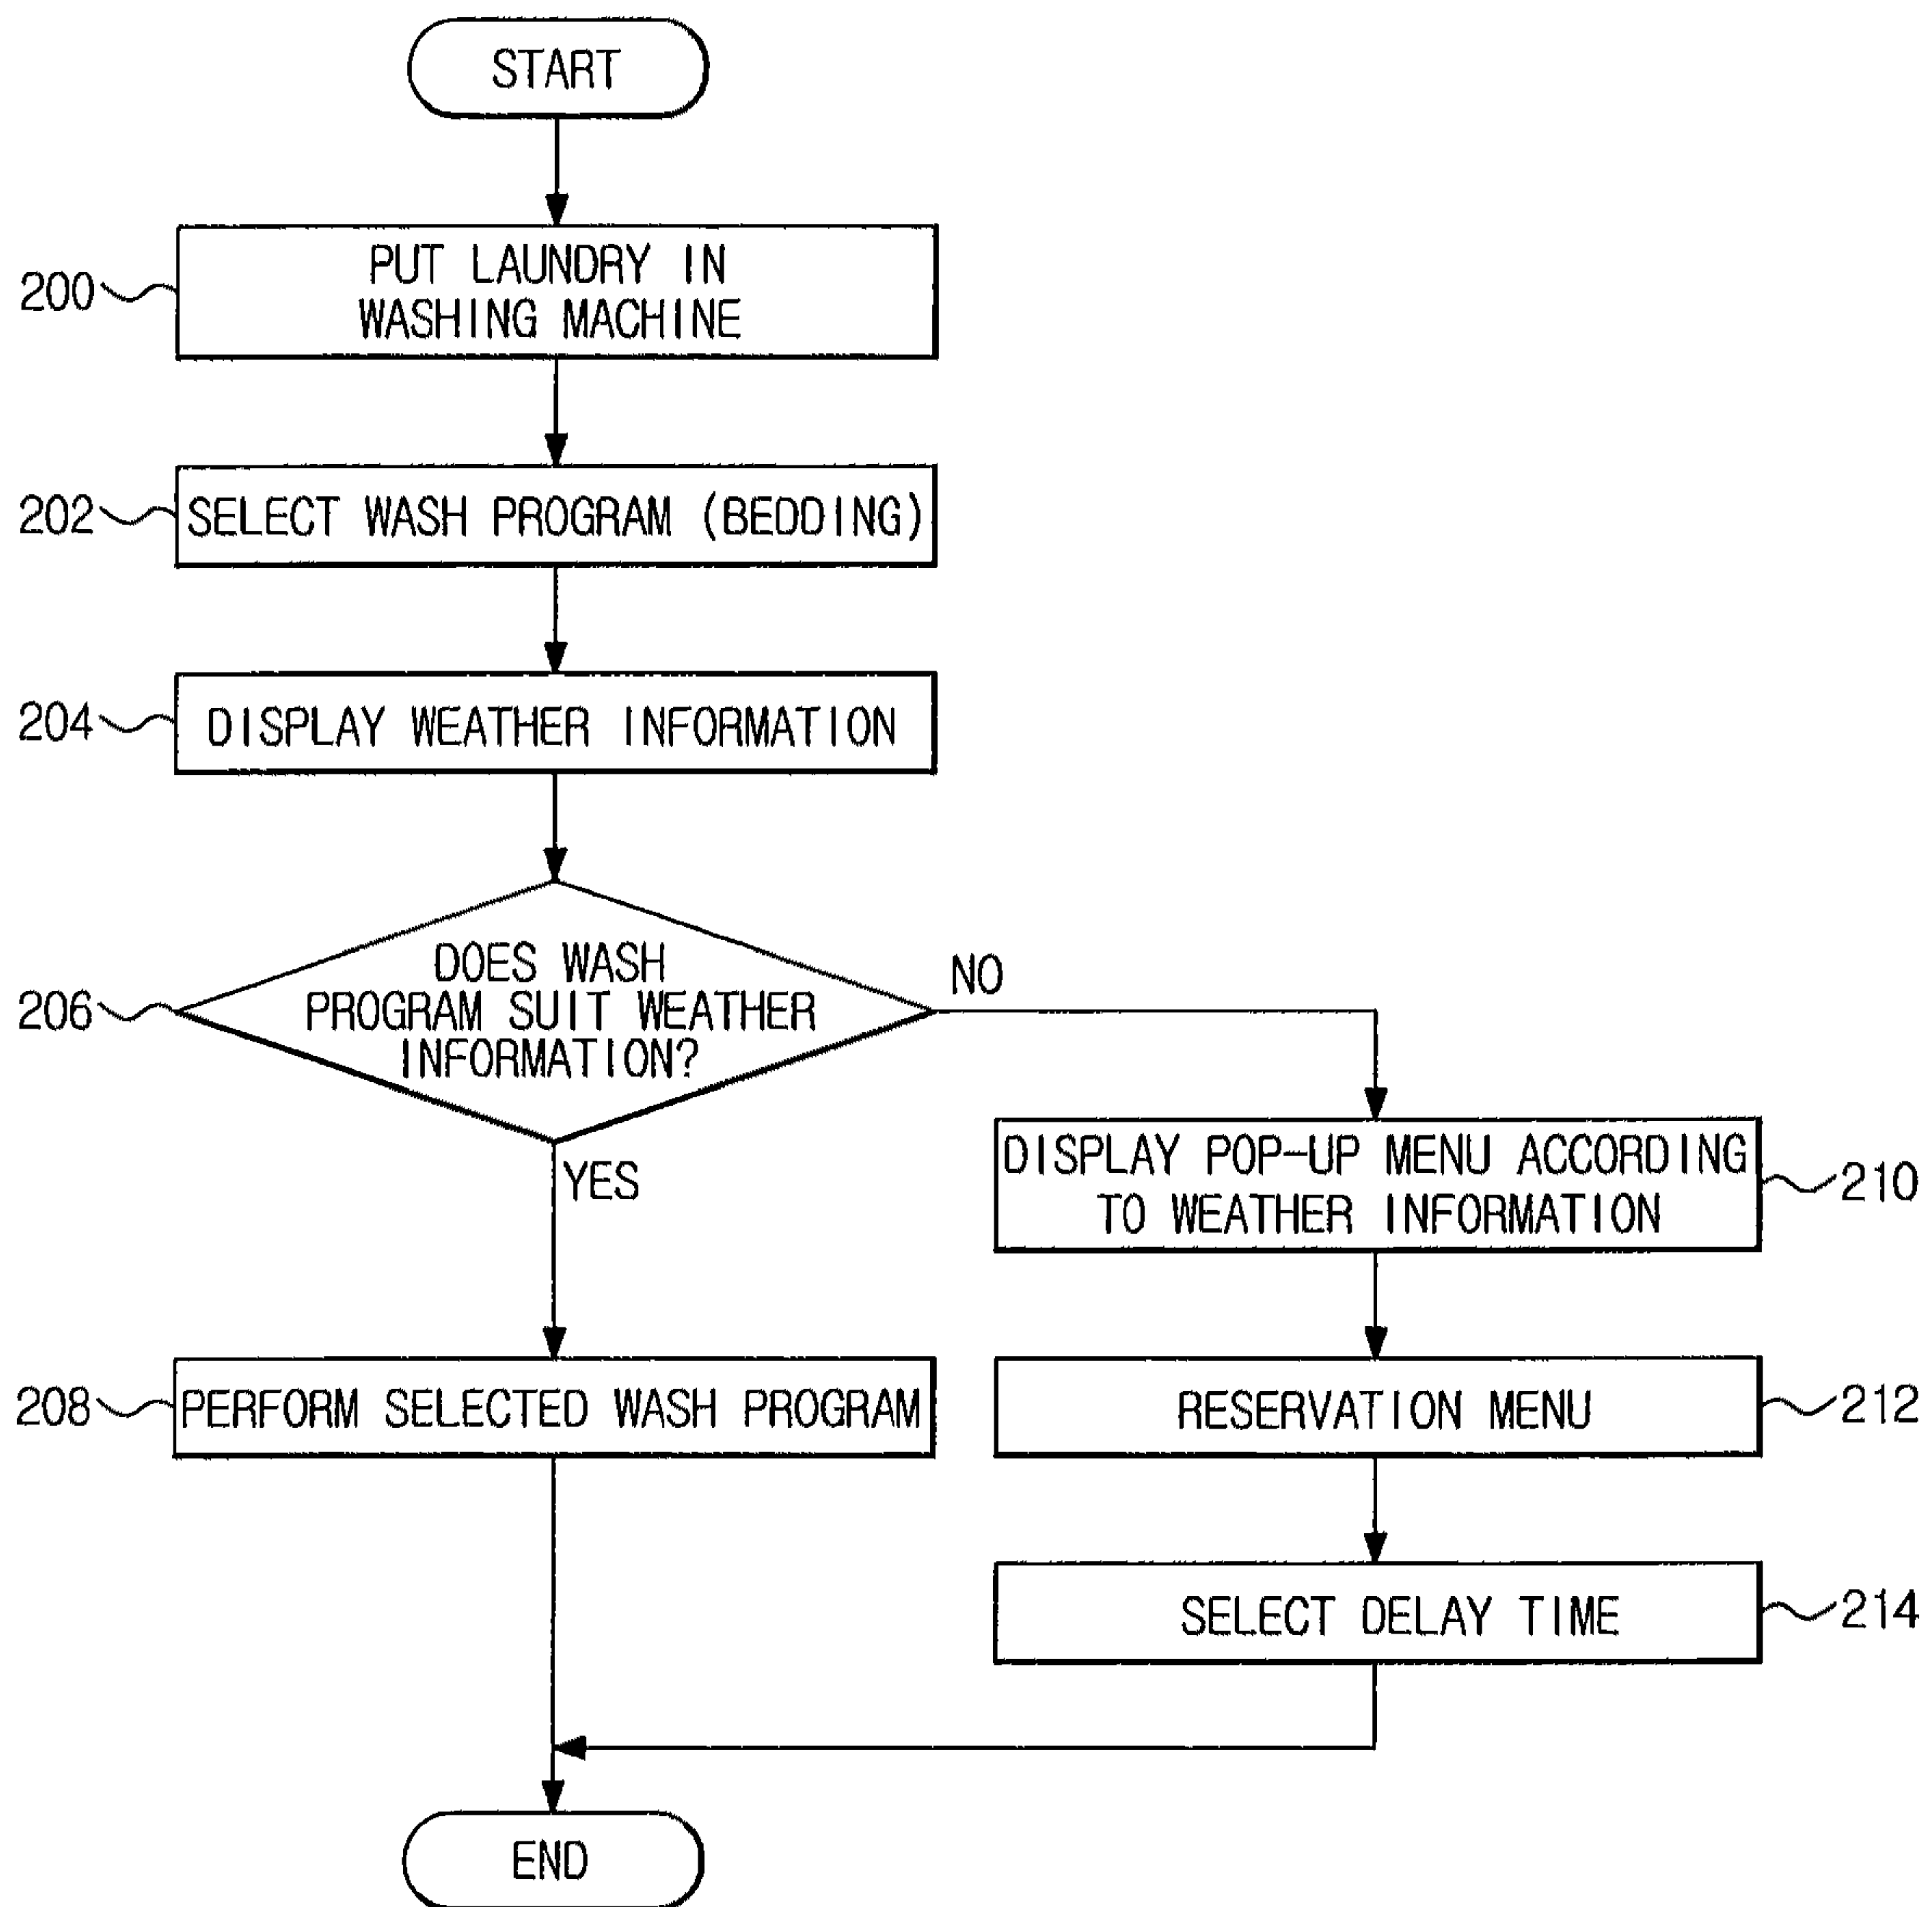 START
200
PUT LAUNDRY IN
WASHING MACHINE
202
SELECT WASH PROGRAM (BEDDING)
204
DISPLAY WEATHER INFORMATION
206
DOES WASH
PROGRAM SUIT WEATHER
INFORMATION?
NO
YES
DISPLAY POP-UP MENU ACCORDING
TO WEATHER INFORMATION
210
208
PERFORM SELECTED WASH PROGRAM
RESERVATION MENU
212
SELECT DELAY TIME
214
END